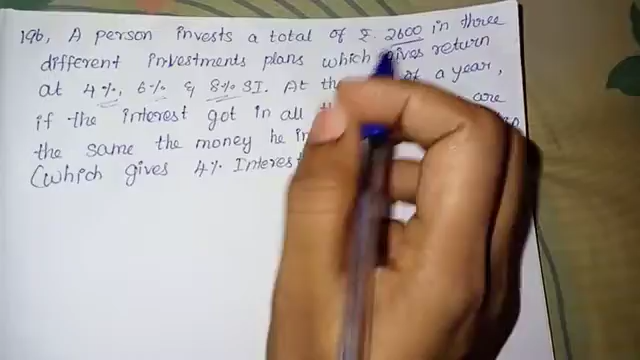 196, A person invests a total of ₹. 2600 in three
different investments plans which gives return
at 4%, 6% & 8% SI. At the of a year,
if the interest got in all are
the same the money he in
(which gives 4% Interest